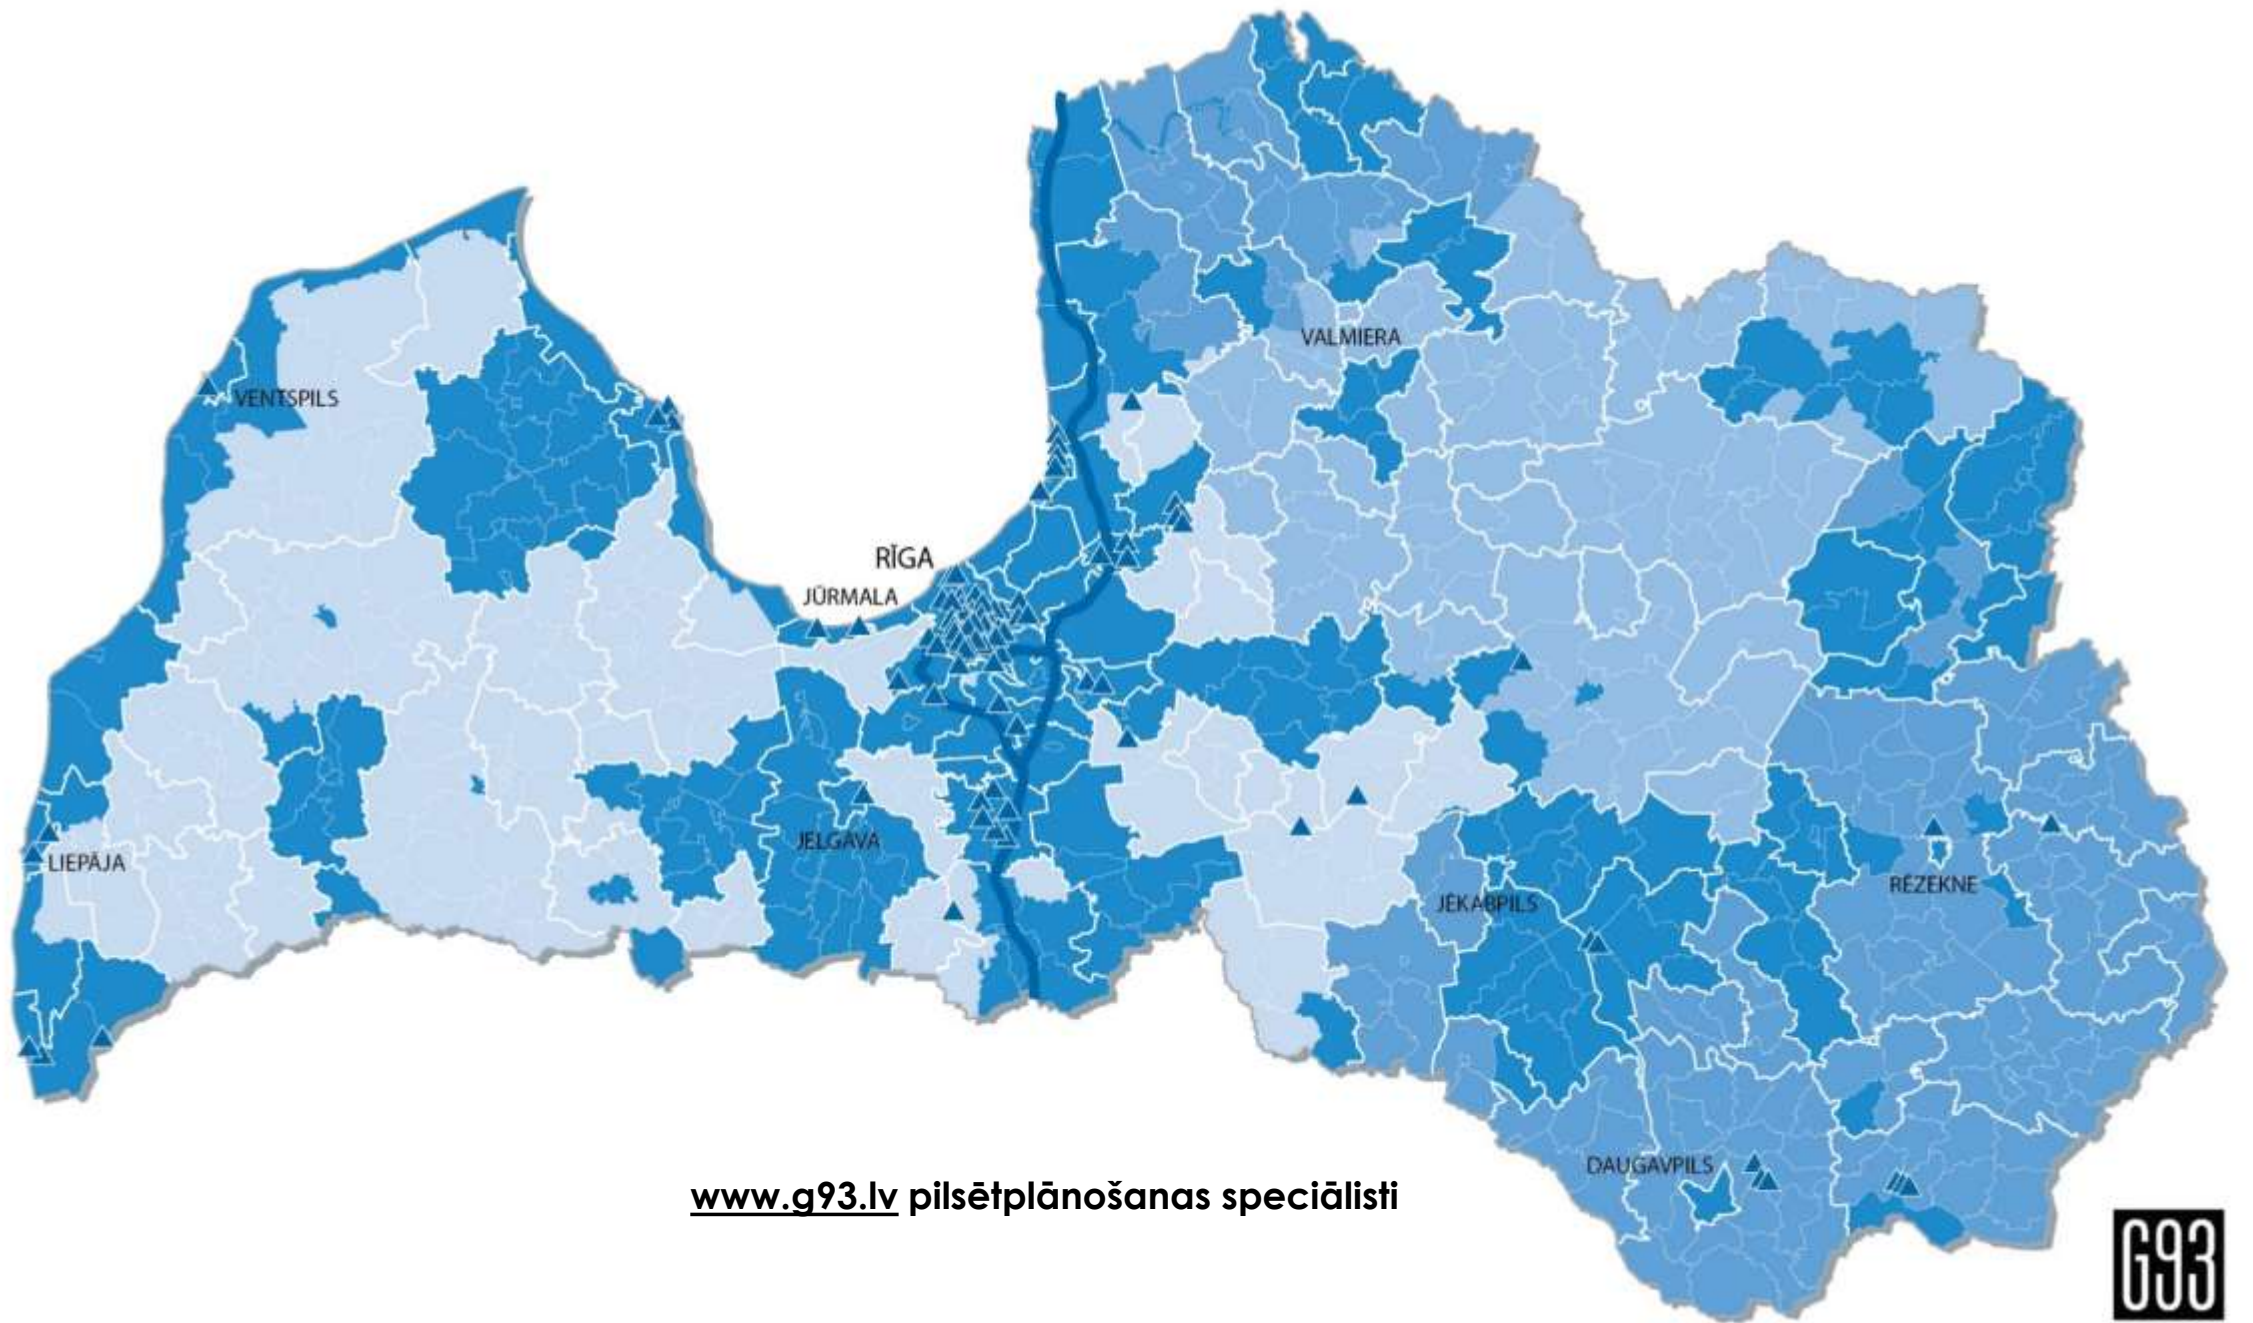 VALMIERA
VENTSPILS
RĪGA
JŪRMALA
JELGAVA
LIEPĀJA
RĒZEKNE
JĒKABPILS
DAUGAVPILS
www.g93.lv pilsētplānošanas speciālisti
G93